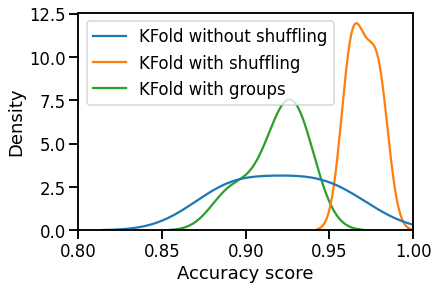 12.5
10.0
7.5
5.0
2.5
0.0
Density
KFold without shuffling
KFold with shuffling
KFold with groups
0.80 0.85 0.90 0.95 1.00
Accuracy score